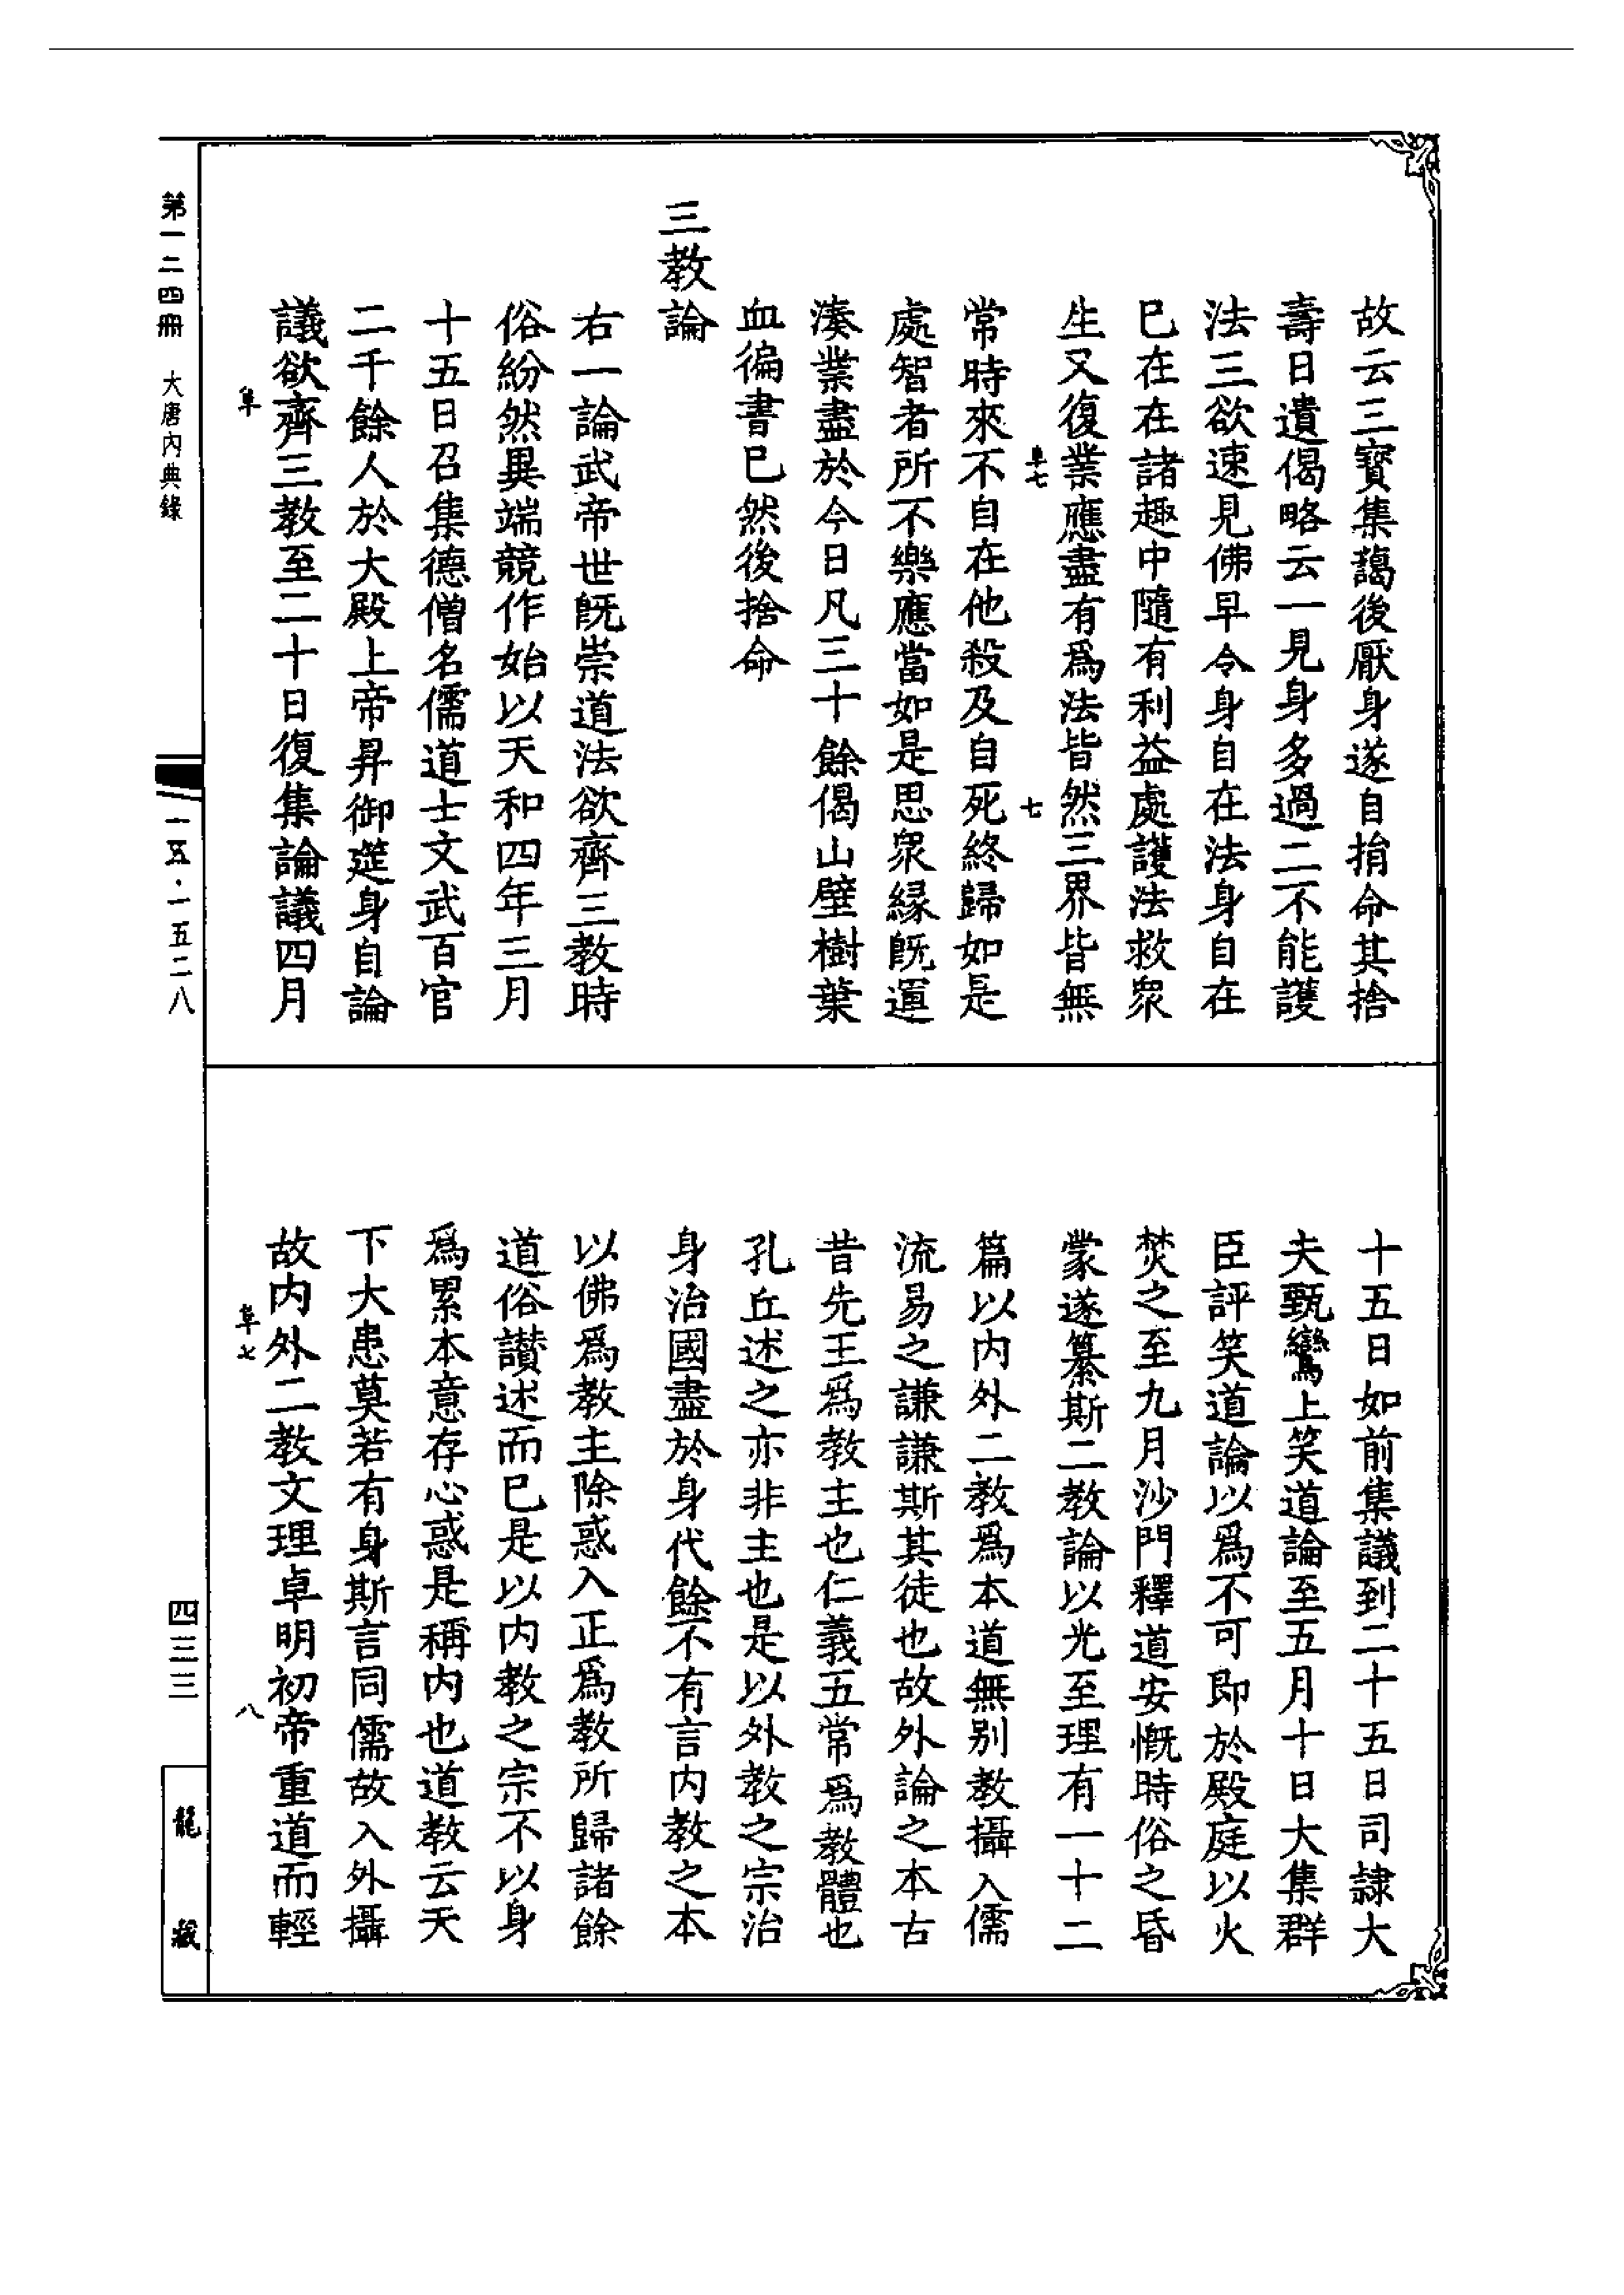 故云三寶集藹後厭身遂自捐命其捨
壽日遺偈略云一見身多過二不能護
法三欲速見佛早令身自在法身自在
已在在諸趣中隨有利益處護法救衆
生又復業應盡有爲法皆然三界皆無
阜七
七
常時來不自在他殺及自死終歸如是
處智者所不樂應當如是思衆緣旣運
湊業盡於今日凡三十餘偈山壁樹葉
血徧書已然後捨命
三教論
右一論武帝世旣崇道法欲齊三教時
俗紛然異端競作始以天和四年三月
十五日召集德僧名儒道士文武百官
二千餘人於大殿上帝昇御筵身自論
議欲齊三教至二十日復集論議四月
阜
十五日如前集議到二十五日司隷大
夫甄鸞上笑道論至五月十日大集群
臣評笑道論以爲不可即於殿庭以火
焚之至九月沙門釋道安慨時俗之昏
蒙遂纂斯二教論以光至理有一十二
篇以内外二教爲本道無別教攝入儒
流易之謙謙斯其徒也故外論之本古
昔先王爲教主也仁義五常爲教體也
孔丘述之亦非主也是以外教之宗治
身治國盡於身代餘不有言内教之本
以佛爲教主除惑入正爲教所歸諸餘
道俗讃述而已是以内教之宗不以身
爲累本意存心惑是稱内也道教云天
下大患莫若有身斯言同儒故入外攝
故内外二教文理卓明初帝重道而輕
阜七
八
第一二四冊 大唐內典錄
一五·一五二八
四三三
龍藏